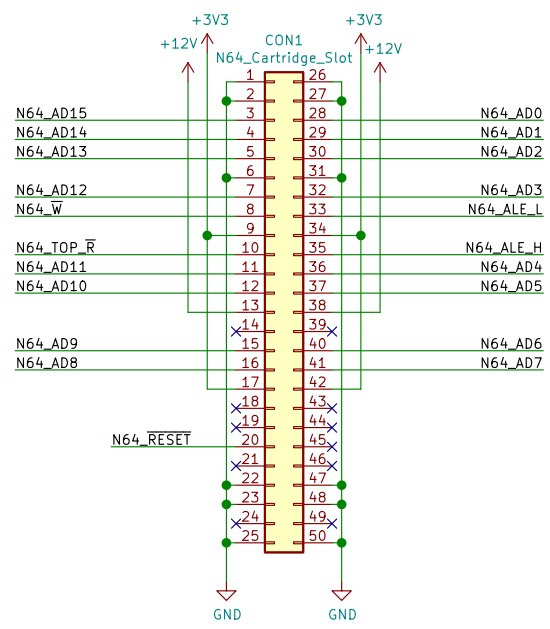 +3V3 +3V3
+12V CON1 +12V
N64_Cartridge_Slot
1 26
2 27
N64_AD15 3 28 N64_AD0
N64_AD14 4 29 N64_AD1
N64_AD13 5 30 N64_AD2
6 31
N64_AD12 7 32 N64_AD3
N64_W̅ 8 33 N64_ALE_L
9 34
N64_TOP_R̅ 10 35 N64_ALE_H
N64_AD11 11 36 N64_AD4
N64_AD10 12 37 N64_AD5
13 38
14 39
N64_AD9 15 40 N64_AD6
N64_AD8 16 41 N64_AD7
17 42
18 43
19 44
N64_R̅E̅S̅E̅T̅ 20 45
21 46
22 47
23 48
24 49
25 50
GND GND